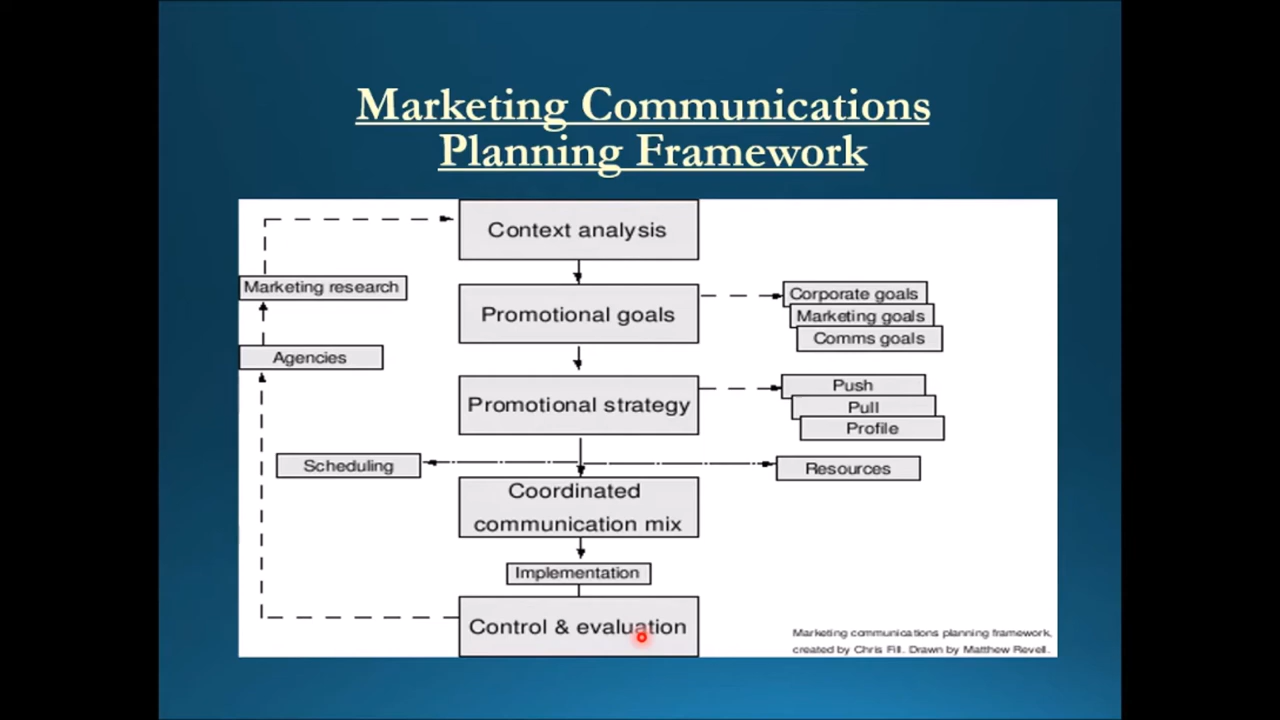 Marketing Communications
Planning Framework
Context analysis
Marketing research
Promotional goals
Corporate goals
Marketing goals
Comms goals
Agencies
Promotional strategy
Push
Pull
Profile
Scheduling
Resources
Coordinated
communication mix
Implementation
Control & evaluation
Marketing communications planning framework,
created by Chris Fill. Drawn by Matthew Revell.